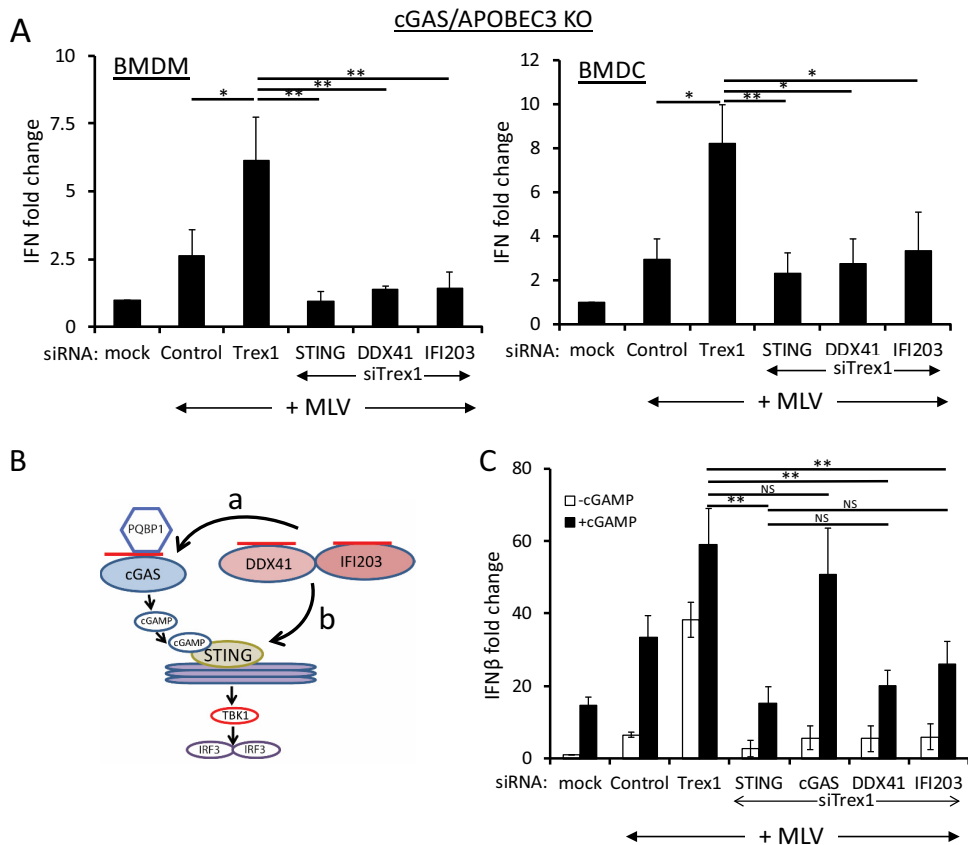 cGAS/APOBEC3 KO
A
BMDM
IFN fold change
10
7.5
5
2.5
0
*
**
**
**
siRNA: mock Control Trex1 STING DDX41 IFI203
siTrex1
+ MLV
BMDC
IFN fold change
12
10
8
6
4
2
0
*
**
*
*
siRNA: mock Control Trex1 STING DDX41 IFI203
siTrex1
+ MLV
B
a
PQBP1
cGAS
DDX41
IFI203
b
cGAMP
cGAMP
STING
TBK1
IRF3 IRF3
C
IFNβ fold change
80
60
40
20
0
-cGAMP
+cGAMP
**
**
NS
NS
**
NS
siRNA: mock Control Trex1 STING cGAS DDX41 IFI203
siTrex1
+ MLV